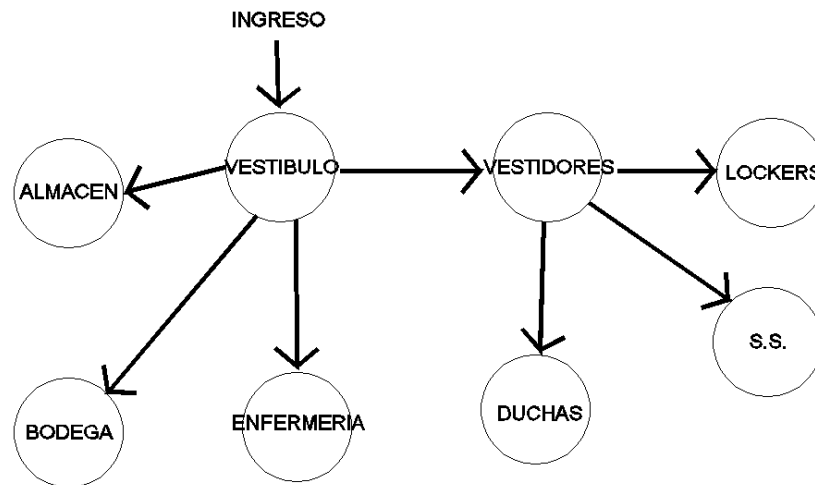 INGRESO
VESTIBULO
VESTIDORES
LOCKERS
ALMACEN
S.S.
BODEGA
ENFERMERIA
DUCHAS